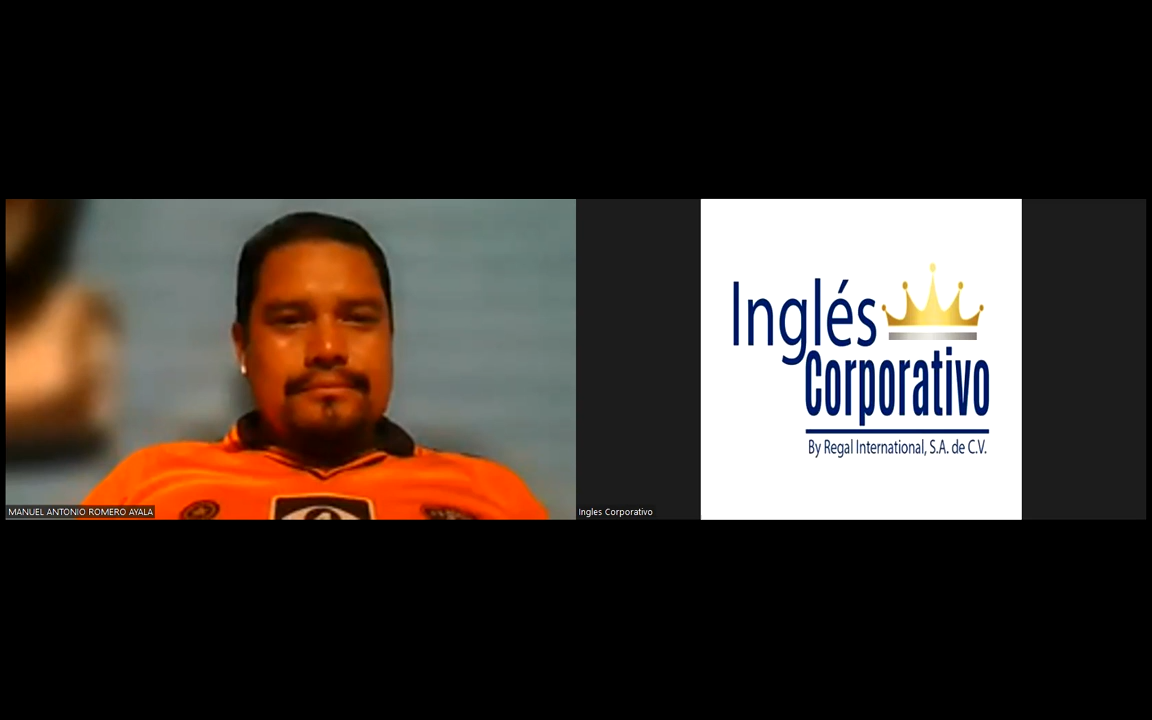 MANUEL ANTONIO ROMERO AYALA
Inglés
Corporativo
By Regal International, S.A. de C.V.
Ingles Corporativo